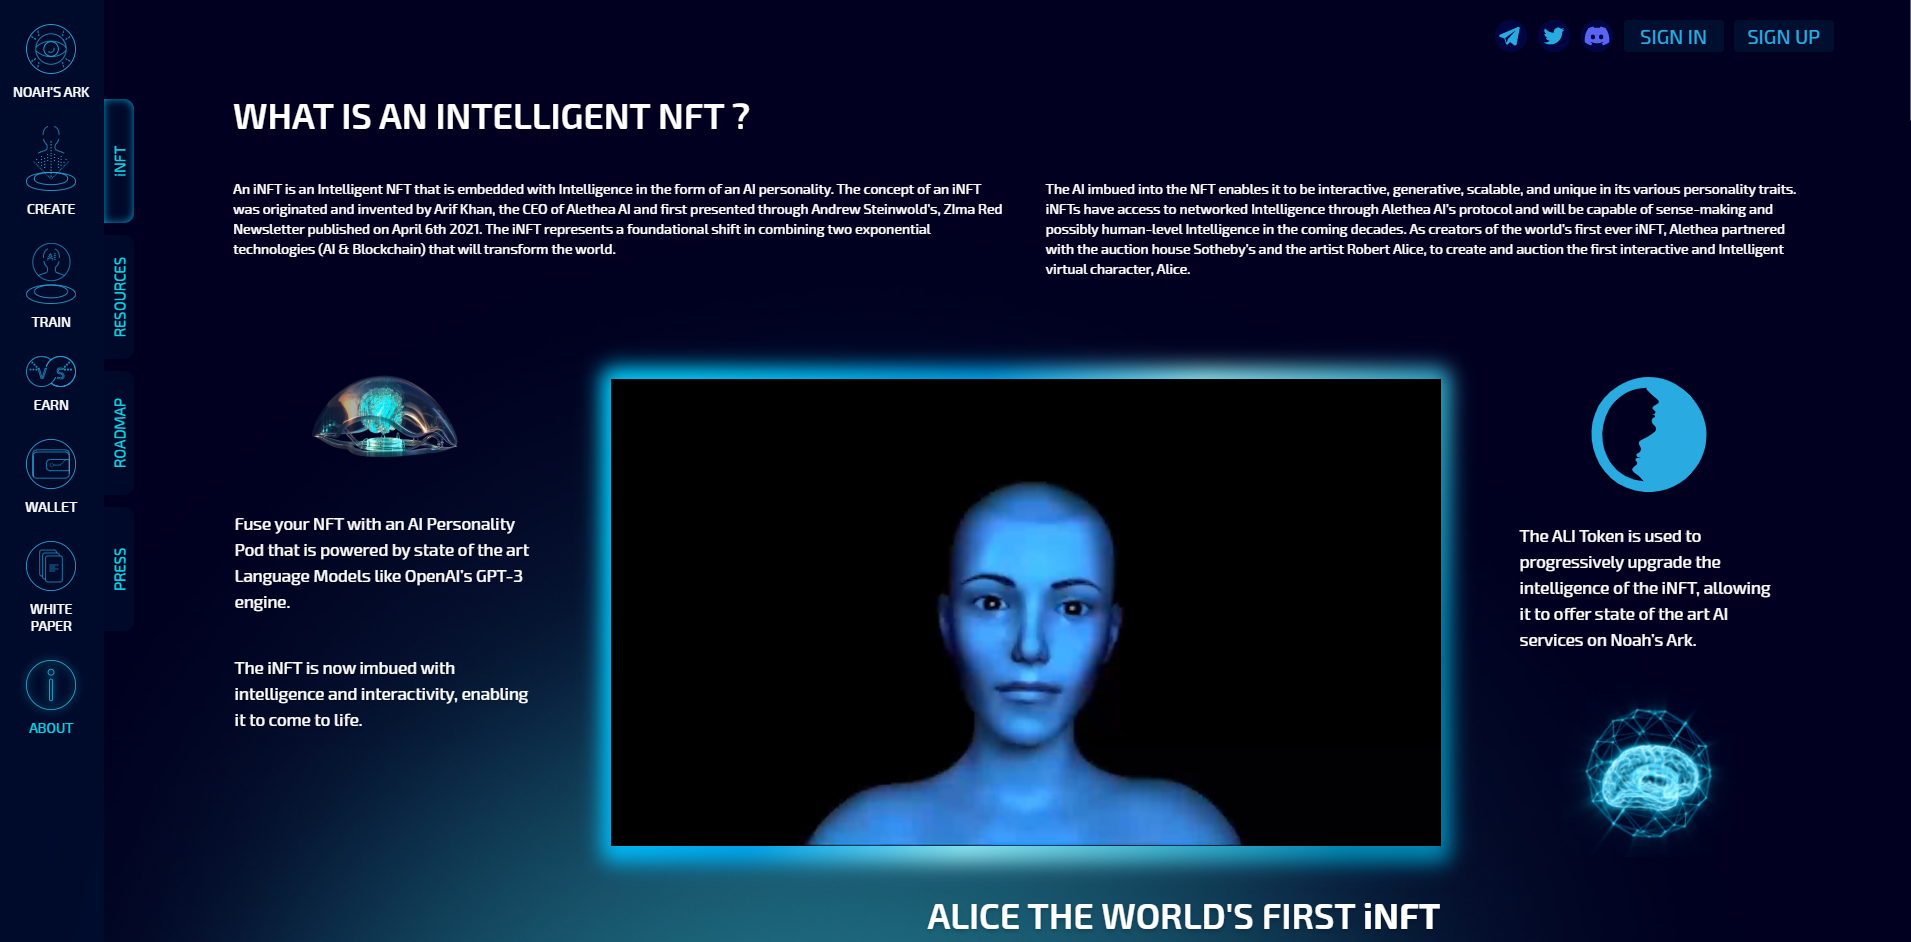 NOAH'S ARK
CREATE
TRAIN
EARN
WALLET
WHITE
PAPER
ABOUT
iNFT
RESOURCES
ROADMAP
PRESS
SIGN IN
SIGN UP
WHAT IS AN INTELLIGENT NFT ?
An iNFT is an Intelligent NFT that is embedded with Intelligence in the form of an AI personality. The concept of an iNFT
was originated and invented by Arif Khan, the CEO of Alethea AI and first presented through Andrew Steinwold's, ZIma Red
Newsletter published on April 6th 2021. The iNFT represents a foundational shift in combining two exponential
technologies (AI & Blockchain) that will transform the world.
The AI imbued into the NFT enables it to be interactive, generative, scalable, and unique in its various personality traits.
iNFTs have access to networked Intelligence through Alethea AI's protocol and will be capable of sense-making and
possibly human-level Intelligence in the coming decades. As creators of the world's first ever iNFT, Alethea partnered
with the auction house Sotheby's and the artist Robert Alice, to create and auction the first interactive and Intelligent
virtual character, Alice.
Fuse your NFT with an AI Personality
Pod that is powered by state of the art
Language Models like OpenAI's GPT-3
engine.
The iNFT is now imbued with
intelligence and interactivity, enabling
it to come to life.
The ALI Token is used to
progressively upgrade the
intelligence of the iNFT, allowing
it to offer state of the art AI
services on Noah's Ark.
ALICE THE WORLD'S FIRST iNFT
AI
VS